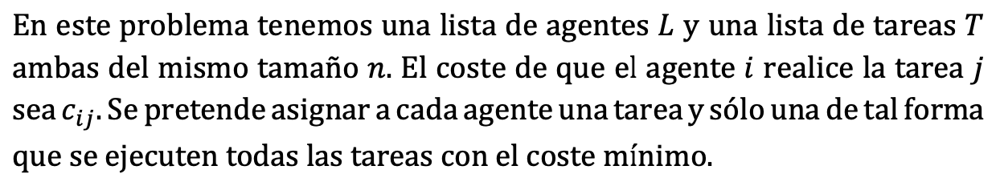 En este problema tenemos una lista de agentes L y una lista de tareas T
ambas del mismo tamaño n. El coste de que el agente i realice la tarea j
sea c_{ij}. Se pretende asignar a cada agente una tarea y sólo una de tal forma
que se ejecuten todas las tareas con el coste mínimo.